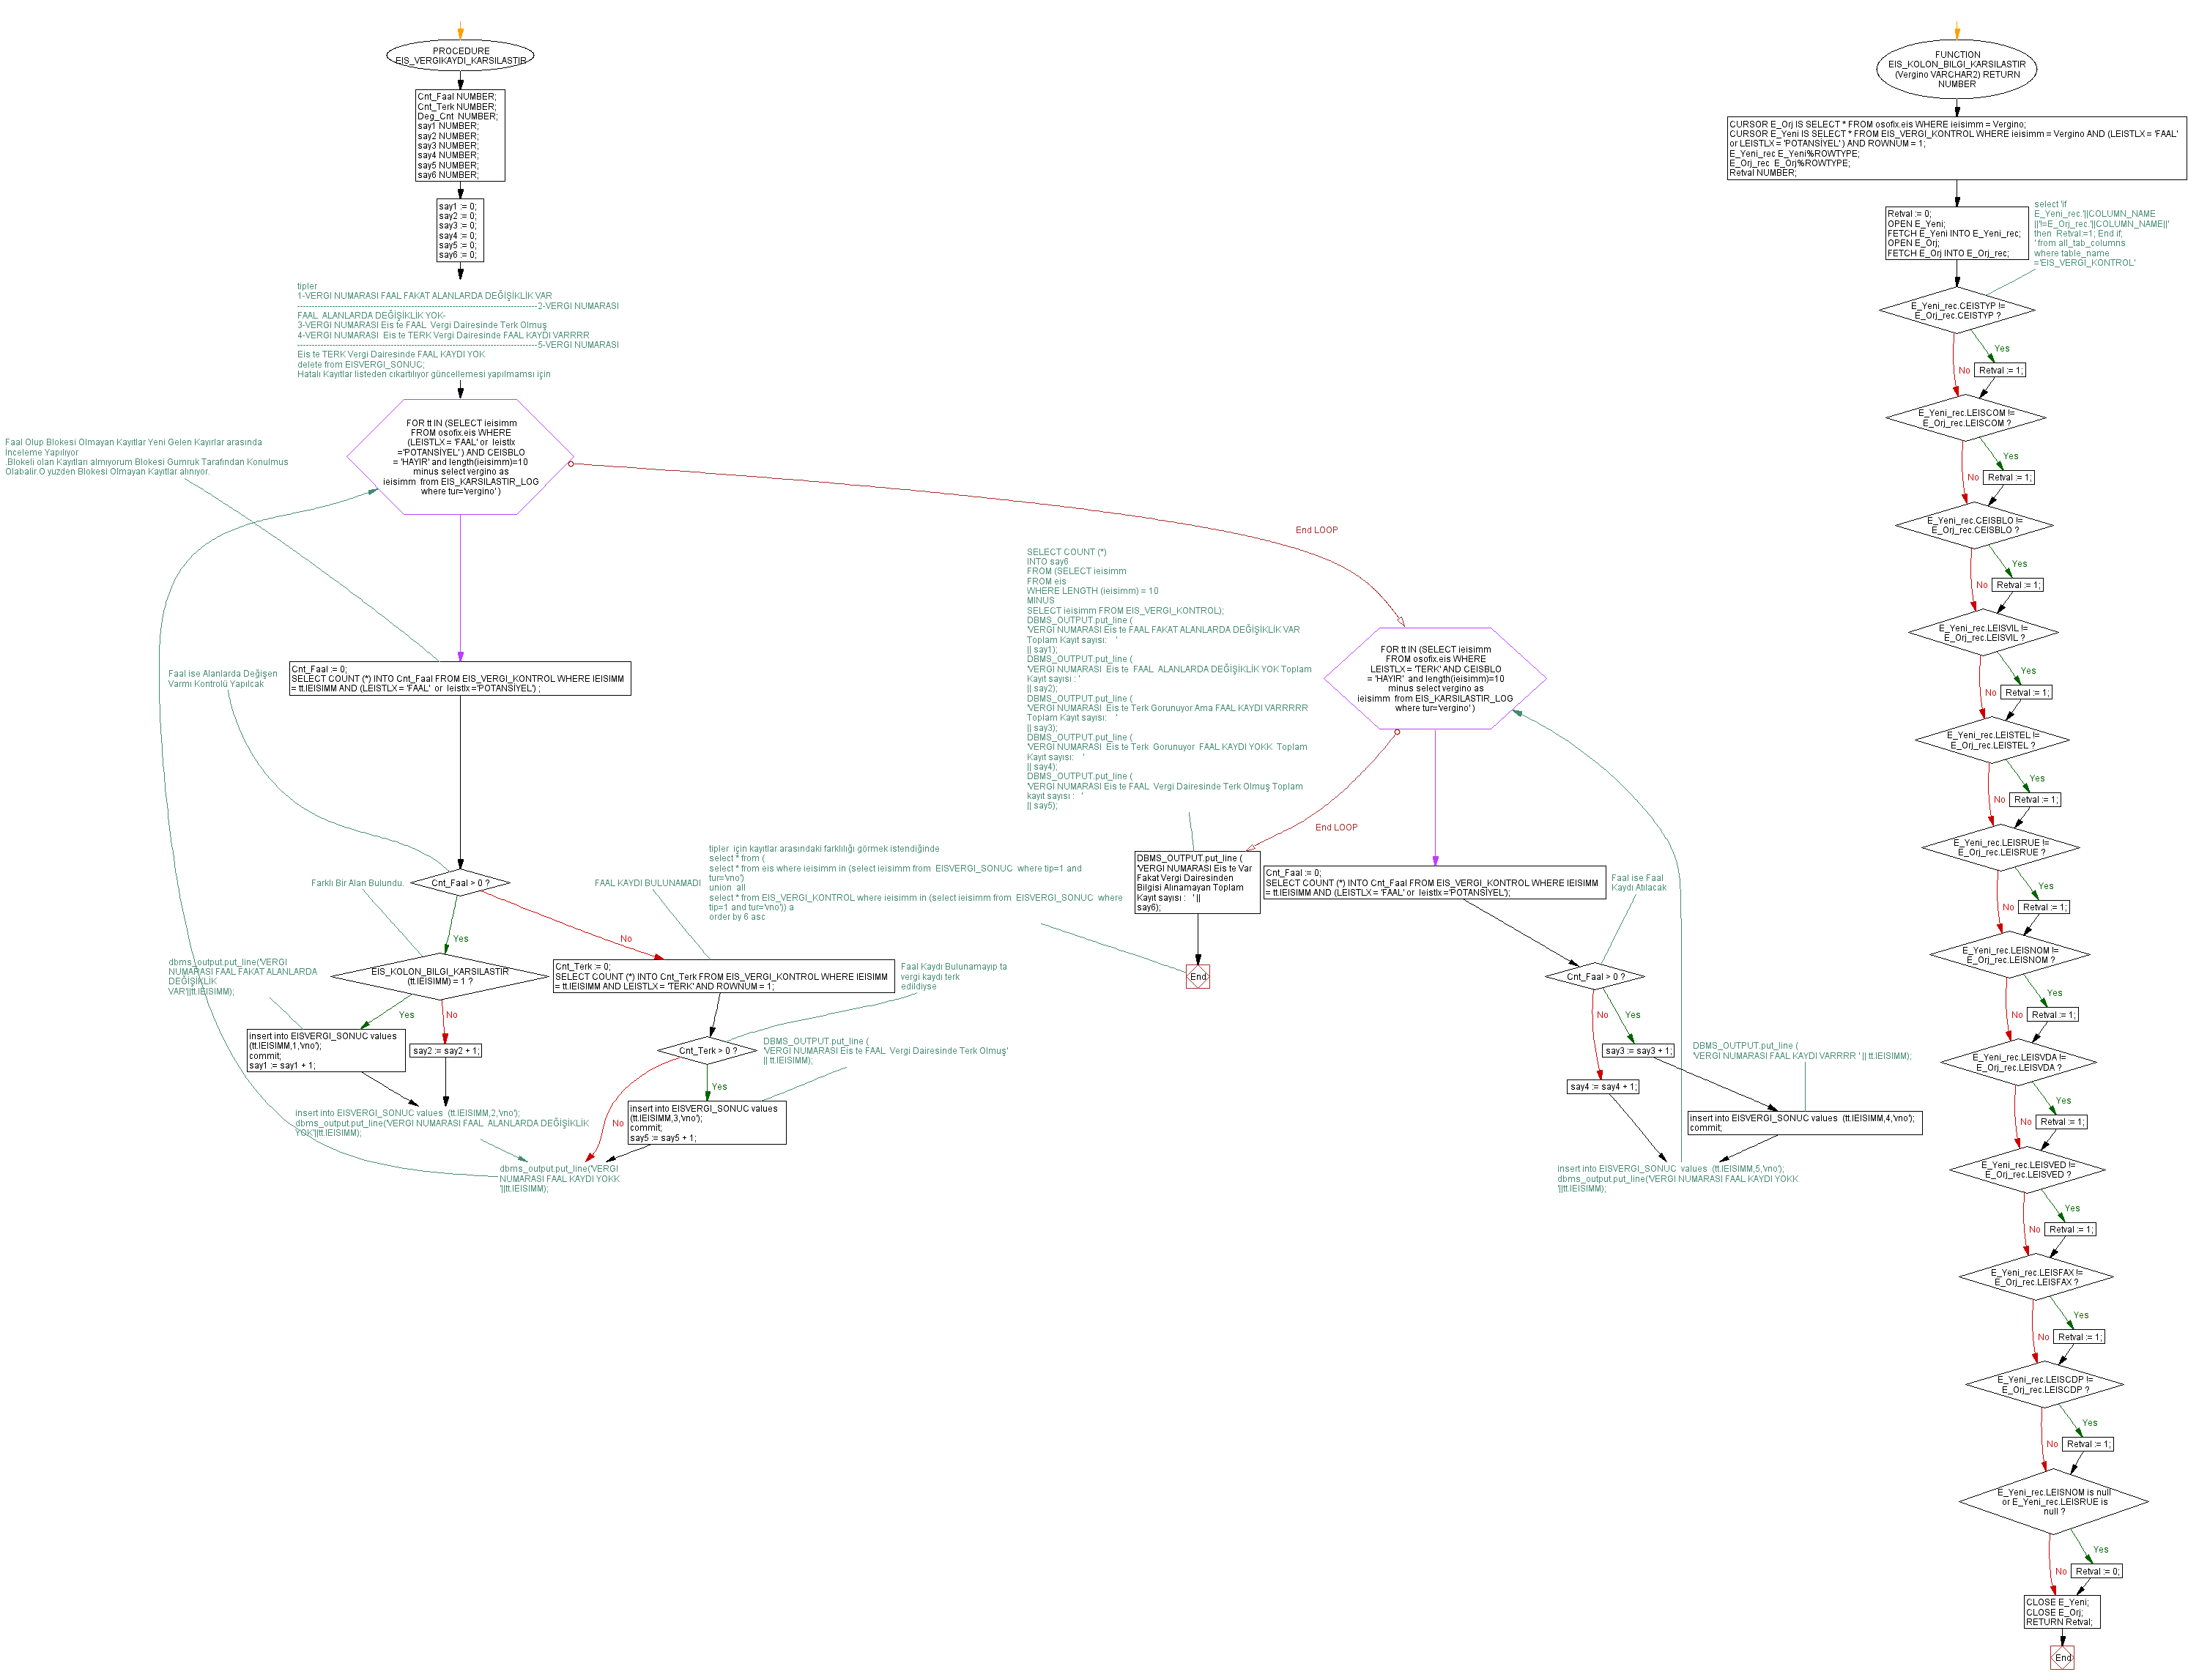 PROCEDURE
EIS_VERGIKAYDI_KARSILASTIR
Cnt_Faal NUMBER;
Cnt_Terk NUMBER;
Deg_Cnt  NUMBER;
say1 NUMBER;
say2 NUMBER;
say3 NUMBER;
say4 NUMBER;
say5 NUMBER;
say6 NUMBER;
say1 := 0;
say2 := 0;
say3 := 0;
say4 := 0;
say5 := 0;
say6 := 0;
tipler
1-VERGI NUMARASI FAAL FAKAT ALANLARDA DEĞİŞİKLİK VAR
--------------------------------------------------------------------------------2-VERGI NUMARASI
FAAL  ALANLARDA DEĞİŞİKLİK YOK-
3-VERGI NUMARASI Eis te FAAL  Vergi Dairesinde Terk Olmuş
4-VERGI NUMARASI  Eis te TERK Vergi Dairesinde FAAL KAYDI VARRRR
--------------------------------------------------------------------------------5-VERGI NUMARASI
Eis te TERK Vergi Dairesinde FAAL KAYDI YOK
delete from EISVERGI_SONUC;
Hatalı Kayıtlar listeden cıkartılıyor güncellemesi yapılmamsı için
FOR tt IN (SELECT ieisimm
FROM osofix.eis WHERE
(LEISTLX = 'FAAL' or  leistlx
='POTANSİYEL' ) AND CEISBLO
= 'HAYIR' and length(ieisimm)=10
minus select vergino as
ieisimm  from EIS_KARSILASTIR_LOG
where tur='vergino' )
Faal Olup Blokesi Olmayan Kayıtlar Yeni Gelen Kayırlar arasında
İnceleme Yapılıyor
.Blokeli olan Kayıtları almıyorum Blokesi Gumruk Tarafından Konulmus
Olabalir.O yuzden Blokesi Olmayan Kayıtlar alınıyor.
Cnt_Faal := 0;
SELECT COUNT (*) INTO Cnt_Faal FROM EIS_VERGI_KONTROL WHERE IEISIMM
= tt.IEISIMM AND (LEISTLX = 'FAAL'  or  leistlx ='POTANSİYEL') ;
Faal ise Alanlarda Değişen
Varmı Kontrolü Yapılcak
Cnt_Faal > 0 ?
Farklı Bir Alan Bulundu.
Yes
No
EIS_KOLON_BILGI_KARSILASTIR
(tt.IEISIMM) = 1 ?
dbms_output.put_line('VERGI
NUMARASI FAAL FAKAT ALANLARDA
DEĞİŞİKLİK
VAR'||tt.IEISIMM);
Yes
No
insert into EISVERGI_SONUC values
(tt.IEISIMM,1,'vno');
commit;
say1 := say1 + 1;
say2 := say2 + 1;
insert into EISVERGI_SONUC values  (tt.IEISIMM,2,'vno');
dbms_output.put_line('VERGI NUMARASI FAAL  ALANLARDA DEĞİŞİKLİK
YOK'||tt.IEISIMM);
FAAL KAYDI BULUNAMADI
Cnt_Terk := 0;
SELECT COUNT (*) INTO Cnt_Terk FROM EIS_VERGI_KONTROL WHERE IEISIMM
= tt.IEISIMM AND LEISTLX = 'TERK' AND ROWNUM = 1;
Faal Kaydı Bulunamayıp ta
vergi kaydı terk
edildiyse
Cnt_Terk > 0 ?
DBMS_OUTPUT.put_line (
'VERGI NUMARASI Eis te FAAL  Vergi Dairesinde Terk Olmuş'
|| tt.IEISIMM);
Yes
No
insert into EISVERGI_SONUC values
(tt.IEISIMM,3,'vno');
commit;
say5 := say5 + 1;
dbms_output.put_line('VERGI
NUMARASI FAAL KAYDI YOKK
'||tt.IEISIMM);
tipler  için kayıtlar arasındaki farklılığı görmek istendiğinde
select * from (
select * from eis where ieisimm in (select ieisimm from  EISVERGI_SONUC  where tip=1 and
tur='vno')
union  all
select * from EIS_VERGI_KONTROL where ieisimm in (select ieisimm from  EISVERGI_SONUC  where
tip=1 and tur='vno')) a
order by 6 asc
End LOOP
SELECT COUNT (*)
INTO say6
FROM (SELECT ieisimm
FROM eis
WHERE LENGTH (ieisimm) = 10
MINUS
SELECT ieisimm FROM EIS_VERGI_KONTROL);
DBMS_OUTPUT.put_line (
'VERGI NUMARASI Eis te FAAL FAKAT ALANLARDA DEĞİŞİKLİK VAR
Toplam Kayıt sayısı:    '
|| say1);
DBMS_OUTPUT.put_line (
'VERGI NUMARASI  Eis te  FAAL  ALANLARDA DEĞİŞİKLİK YOK Toplam
Kayıt sayısı : '
|| say2);
DBMS_OUTPUT.put_line (
'VERGI NUMARASI  Eis te Terk Gorunuyor Ama FAAL KAYDI VARRRRR
Toplam Kayıt sayısı:    '
|| say3);
DBMS_OUTPUT.put_line (
'VERGI NUMARASI  Eis te Terk  Gorunuyor  FAAL KAYDI YOKK  Toplam
Kayıt sayısı:    '
|| say4);
DBMS_OUTPUT.put_line (
'VERGI NUMARASI Eis te FAAL  Vergi Dairesinde Terk Olmuş Toplam
kayıt sayısı :   '
|| say5);
FOR tt IN (SELECT ieisimm
FROM osofix.eis WHERE
LEISTLX = 'TERK' AND CEISBLO
= 'HAYIR'  and length(ieisimm)=10
minus select vergino as
ieisimm  from EIS_KARSILASTIR_LOG
where tur='vergino' )
End LOOP
DBMS_OUTPUT.put_line (
'VERGI NUMARASI Eis te Var
Fakat Vergi Dairesinden
Bilgisi Alınamayan Toplam
Kayıt sayısı :   ' ||
say6);
End
Cnt_Faal := 0;
SELECT COUNT (*) INTO Cnt_Faal FROM EIS_VERGI_KONTROL WHERE IEISIMM
= tt.IEISIMM AND (LEISTLX = 'FAAL' or  leistlx ='POTANSİYEL');
Faal ise Faal
Kaydı Atılacak
Cnt_Faal > 0 ?
No
Yes
say3 := say3 + 1;
say4 := say4 + 1;
DBMS_OUTPUT.put_line (
'VERGI NUMARASI FAAL KAYDI VARRRR ' || tt.IEISIMM);
insert into EISVERGI_SONUC values  (tt.IEISIMM,4,'vno');
commit;
insert into EISVERGI_SONUC  values  (tt.IEISIMM,5,'vno');
dbms_output.put_line('VERGI NUMARASI FAAL KAYDI YOKK
'||tt.IEISIMM);
FUNCTION
EIS_KOLON_BILGI_KARSILASTIR
(Vergino VARCHAR2) RETURN
NUMBER
CURSOR E_Orj IS SELECT * FROM osofix.eis WHERE ieisimm = Vergino;
CURSOR E_Yeni IS SELECT * FROM EIS_VERGI_KONTROL WHERE ieisimm = Vergino AND (LEISTLX = 'FAAL'
or LEISTLX = 'POTANSİYEL' ) AND ROWNUM = 1;
E_Yeni_rec E_Yeni%ROWTYPE;
E_Orj_rec  E_Orj%ROWTYPE;
Retval NUMBER;
Retval := 0;
OPEN E_Yeni;
FETCH E_Yeni INTO E_Yeni_rec;
OPEN E_Orj;
FETCH E_Orj INTO E_Orj_rec;
select 'if
E_Yeni_rec.'||COLUMN_NAME
||'!=E_Orj_rec.'||COLUMN_NAME||'
then  Retval:=1; End if;
' from all_tab_columns
where table_name
='EIS_VERGI_KONTROL'
E_Yeni_rec.CEISTYP !=
E_Orj_rec.CEISTYP ?
Yes
No
Retval := 1;
E_Yeni_rec.LEISCOM !=
E_Orj_rec.LEISCOM ?
Yes
No
Retval := 1;
E_Yeni_rec.CEISBLO !=
E_Orj_rec.CEISBLO ?
Yes
No
Retval := 1;
E_Yeni_rec.LEISVIL !=
E_Orj_rec.LEISVIL ?
Yes
No
Retval := 1;
E_Yeni_rec.LEISTEL !=
E_Orj_rec.LEISTEL ?
Yes
No
Retval := 1;
E_Yeni_rec.LEISRUE !=
E_Orj_rec.LEISRUE ?
Yes
No
Retval := 1;
E_Yeni_rec.LEISNOM !=
E_Orj_rec.LEISNOM ?
Yes
No
Retval := 1;
E_Yeni_rec.LEISVDA !=
E_Orj_rec.LEISVDA ?
Yes
No
Retval := 1;
E_Yeni_rec.LEISVED !=
E_Orj_rec.LEISVED ?
Yes
No
Retval := 1;
E_Yeni_rec.LEISFAX !=
E_Orj_rec.LEISFAX ?
Yes
No
Retval := 1;
E_Yeni_rec.LEISCDP !=
E_Orj_rec.LEISCDP ?
Yes
No
Retval := 1;
E_Yeni_rec.LEISNOM is null
or E_Yeni_rec.LEISRUE is
null ?
Yes
No
Retval := 0;
CLOSE E_Yeni;
CLOSE E_Orj;
RETURN Retval;
End